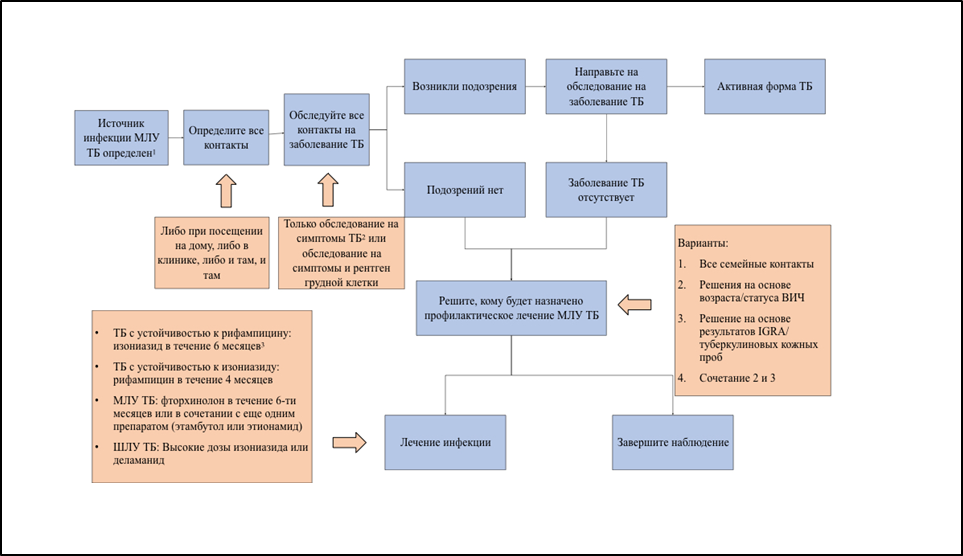 Источник
инфекции МЛУ
ТБ определен¹
Определите все
контакты
Обследуйте все
контакты на
заболевание ТБ
Возникли подозрения
Направьте на
обследование на
заболевание ТБ
Активная форма ТБ
Подозрений нет
Заболевание ТБ
отсутствует
Либо при посещении
на дому, либо в
клинике, либо и там, и
там
Только обследование на
симптомы ТБ² или
обследование на
симптомы и рентген
грудной клетки
Решите, кому будет назначено
профилактическое лечение МЛУ ТБ
Варианты:
1. Все семейные контакты
2. Решения на основе
возраста/статуса ВИЧ
3. Решение на основе
результатов IGRA/
туберкулиновых кожных
проб
4. Сочетание 2 и 3
• ТБ с устойчивостью к рифампицину:
изониазид в течение 6 месяцев³
• ТБ с устойчивостью к изониазиду:
рифампицин в течение 4 месяцев
• МЛУ ТБ: фторхинолон в течение 6-ти
месяцев или в сочетании с еще одним
препаратом (этамбутол или этионамид)
• ШЛУ ТБ: Высокие дозы изониазида или
деламанид
Лечение инфекции
Завершите наблюдение